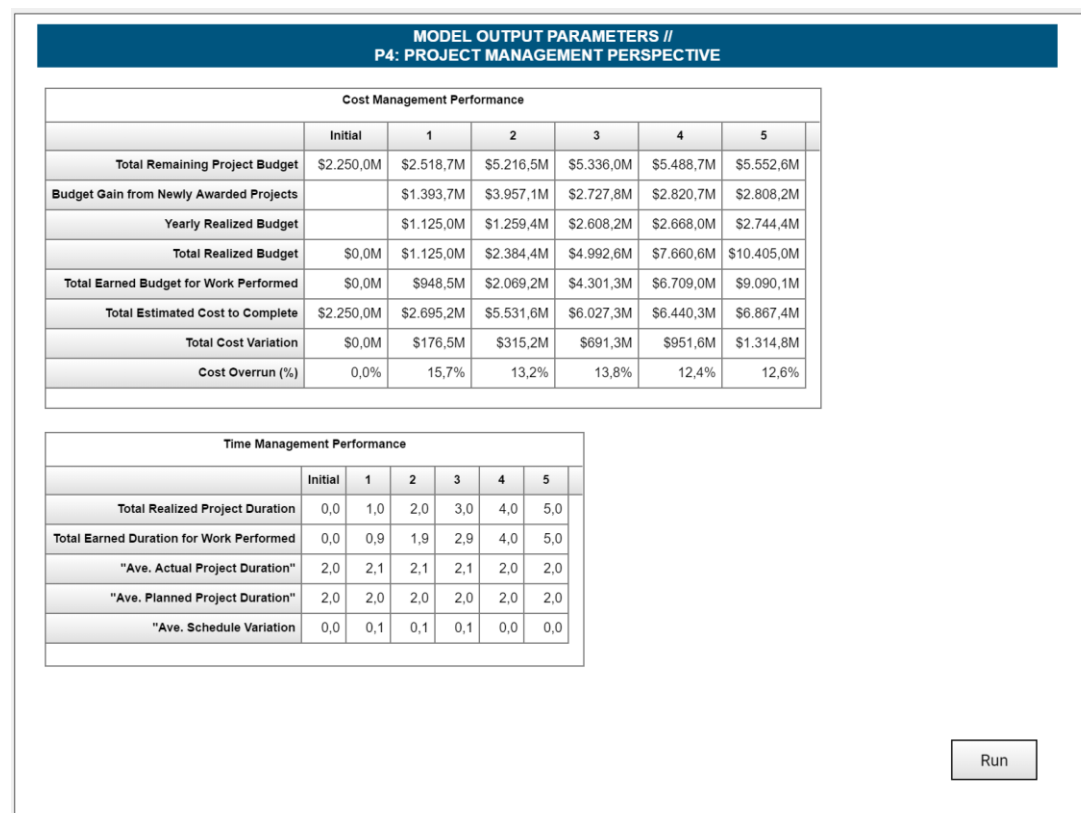 MODEL OUTPUT PARAMETERS //
P4: PROJECT MANAGEMENT PERSPECTIVE
Cost Management Performance
Initial 1 2 3 4 5
Total Remaining Project Budget $2.250,0M $2.518,7M $5.216,5M $5.336,0M $5.488,7M $5.552,6M
Budget Gain from Newly Awarded Projects $1.393,7M $3.957,1M $2.727,8M $2.820,7M $2.808,2M
Yearly Realized Budget $1.125,0M $1.259,4M $2.608,2M $2.668,0M $2.744,4M
Total Realized Budget $0,0M $1.125,0M $2.384,4M $4.992,6M $7.660,6M $10.405,0M
Total Earned Budget for Work Performed $0,0M $948,5M $2.069,2M $4.301,3M $6.709,0M $9.090,1M
Total Estimated Cost to Complete $2.250,0M $2.695,2M $5.531,6M $6.027,3M $6.440,3M $6.867,4M
Total Cost Variation $0,0M $176,5M $315,2M $691,3M $951,6M $1.314,8M
Cost Overrun (%) 0,0% 15,7% 13,2% 13,8% 12,4% 12,6%
Time Management Performance
Initial 1 2 3 4 5
Total Realized Project Duration 0,0 1,0 2,0 3,0 4,0 5,0
Total Earned Duration for Work Performed 0,0 0,9 1,9 2,9 4,0 5,0
"Ave. Actual Project Duration" 2,0 2,1 2,1 2,1 2,0 2,0
"Ave. Planned Project Duration" 2,0 2,0 2,0 2,0 2,0 2,0
"Ave. Schedule Variation 0,0 0,1 0,1 0,1 0,0 0,0
Run